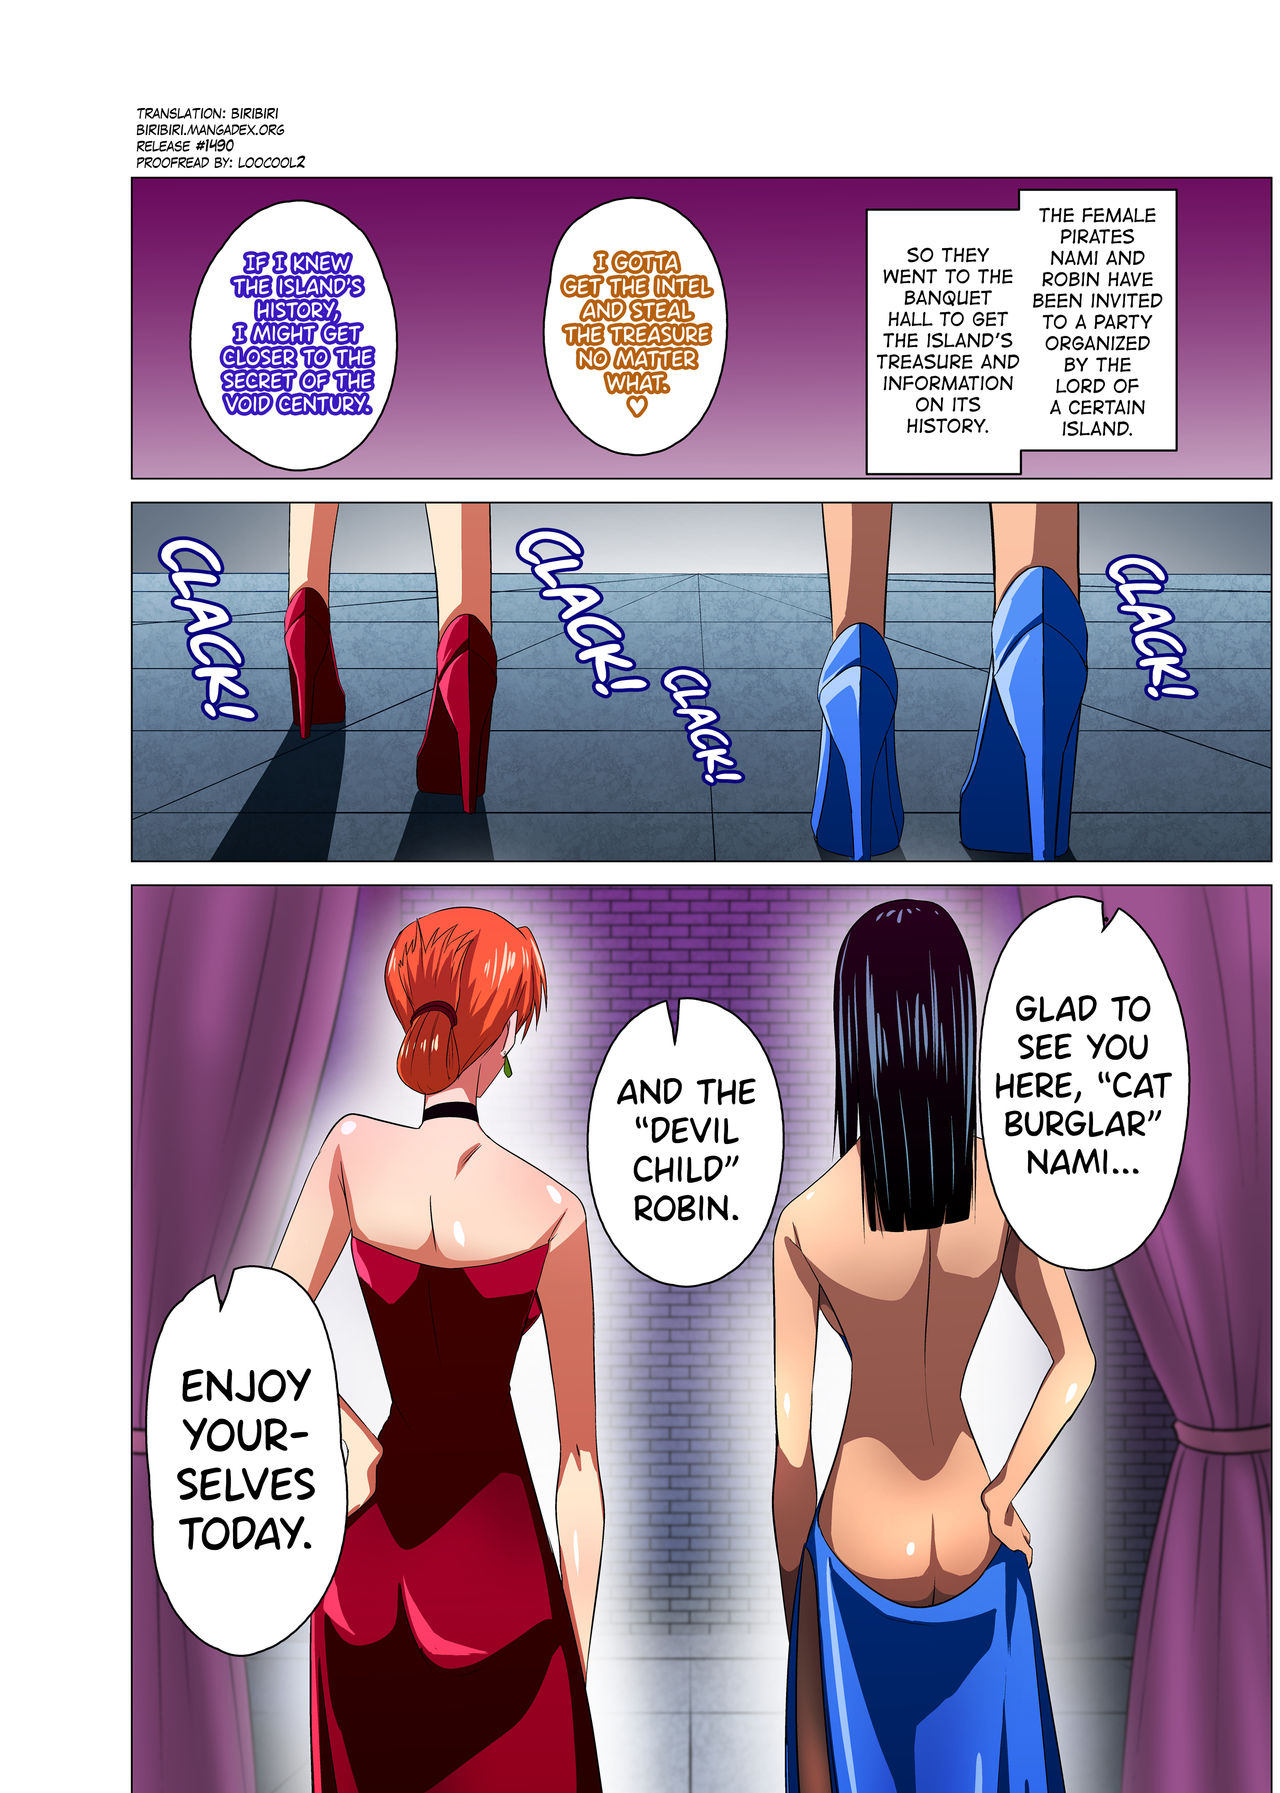 TRANSLATION: BIRIBIRI
BIRIBIRI.MANGADEX.ORG
RELEASE #1490
PROOFREAD BY: LOOCOOL2
THE FEMALE
PIRATES
NAMI AND
ROBIN HAVE
BEEN INVITED
TO A PARTY
ORGANIZED
BY THE
LORD OF
A CERTAIN
ISLAND.
SO THEY
WENT TO THE
BANQUET
HALL TO GET
THE ISLAND'S
TREASURE AND
INFORMATION
ON ITS
HISTORY.
I GOTTA
GET THE INTEL
AND STEAL
THE TREASURE
NO MATTER
WHAT.
♥
IF I KNEW
THE ISLAND'S
HISTORY,
I MIGHT GET
CLOSER TO THE
SECRET OF THE
VOID CENTURY.
CLACK!
CLACK!
CLACK!
CLACK!
GLAD TO
SEE YOU
HERE, “CAT
BURGLAR”
NAMI...
AND THE
“DEVIL
CHILD”
ROBIN.
ENJOY
YOUR-
SELVES
TODAY.